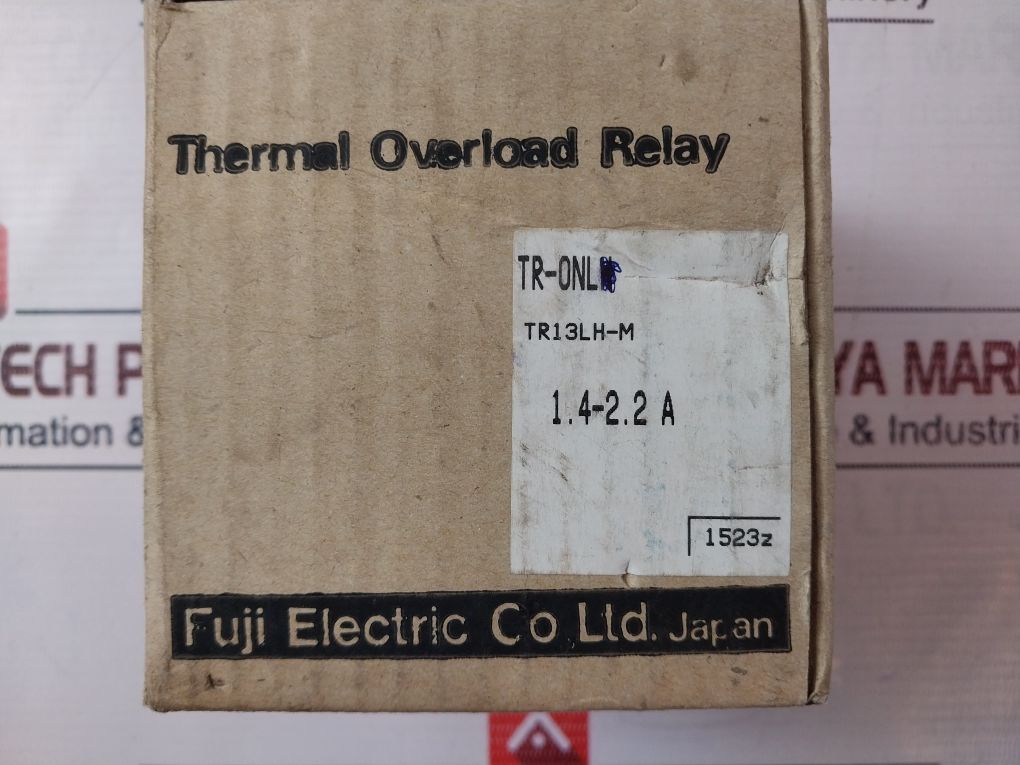 Thermal Overload Relay
TR-ONL
TR13LH-M
1.4-2.2 A
ECH P
YA MAR
mation &
& Industri
1523z
Fuji Electric Co Ltd. Japan